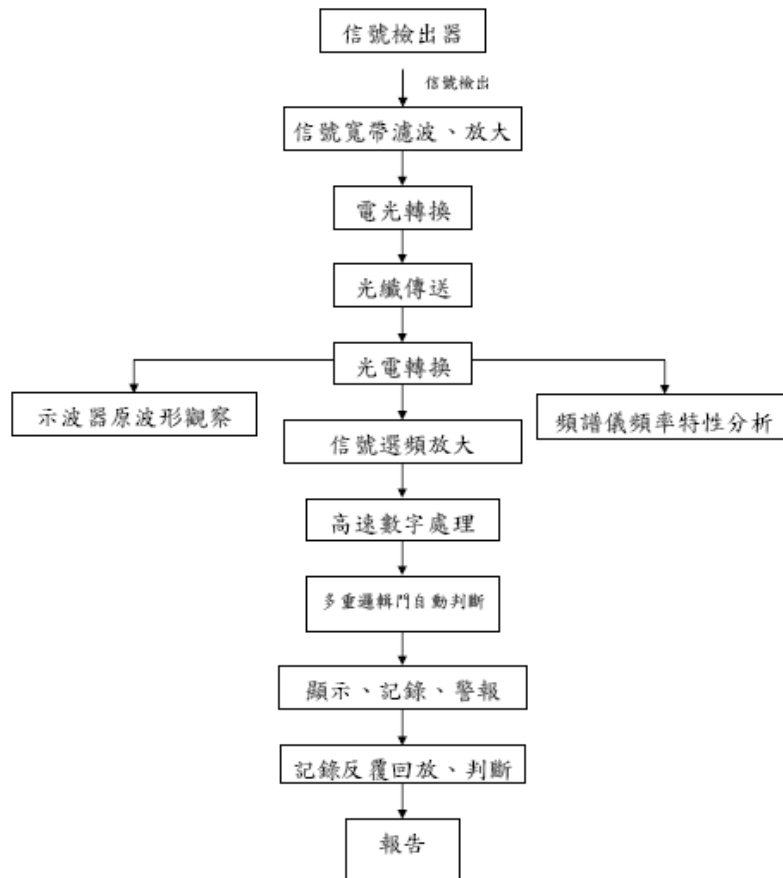 信號檢出器
信號檢出
信號寬帶濾波、放大
電光轉換
光纖傳送
光電轉換
示波器原波形觀察
頻譜儀頻率特性分析
信號選頻放大
高速數字處理
多重邏輯門自動判斷
顯示、記錄、警報
記錄反覆回放、判斷
報告